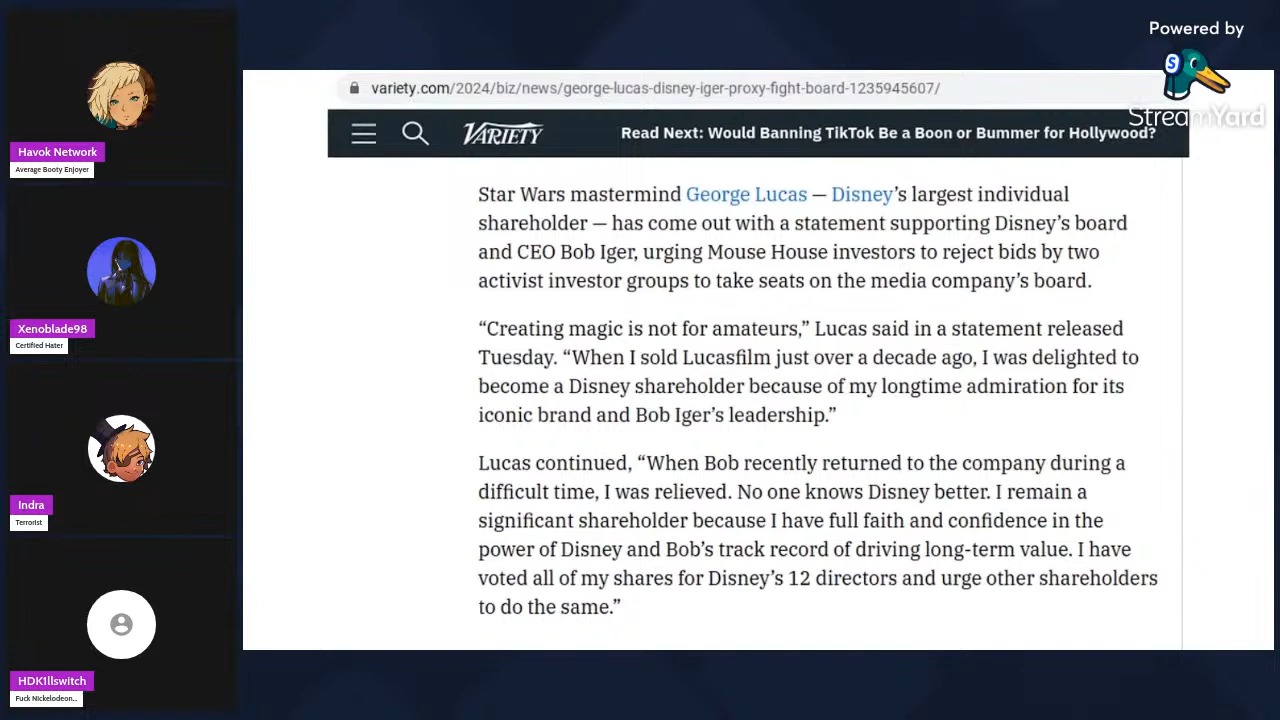 Powered by
StreamYard
Havok Network
Average Booty Enjoyer
Xenoblade98
Certified Hater
Indra
Terrorist
HDK1llswitch
Fuck Nickelodeon...
variety.com/2024/biz/news/george-lucas-disney-iger-proxy-fight-board-1235945607/
VARIETY
Read Next: Would Banning TikTok Be a Boon or Bummer for Hollywood?
Star Wars mastermind George Lucas — Disney’s largest individual
shareholder — has come out with a statement supporting Disney’s board
and CEO Bob Iger, urging Mouse House investors to reject bids by two
activist investor groups to take seats on the media company’s board.
“Creating magic is not for amateurs,” Lucas said in a statement released
Tuesday. “When I sold Lucasfilm just over a decade ago, I was delighted to
become a Disney shareholder because of my longtime admiration for its
iconic brand and Bob Iger’s leadership.”
Lucas continued, “When Bob recently returned to the company during a
difficult time, I was relieved. No one knows Disney better. I remain a
significant shareholder because I have full faith and confidence in the
power of Disney and Bob’s track record of driving long-term value. I have
voted all of my shares for Disney’s 12 directors and urge other shareholders
to do the same.”